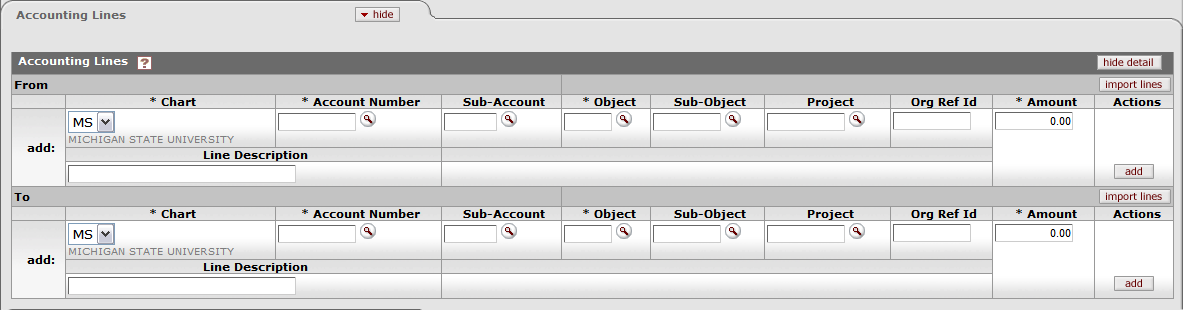 Accounting Lines hide
Accounting Lines ? hide detail
From import lines
* Chart * Account Number Sub-Account * Object Sub-Object Project Org Ref Id * Amount Actions
add: MS 0.00
MICHIGAN STATE UNIVERSITY
Line Description
add
To import lines
* Chart * Account Number Sub-Account * Object Sub-Object Project Org Ref Id * Amount Actions
add: MS 0.00
MICHIGAN STATE UNIVERSITY
Line Description
add